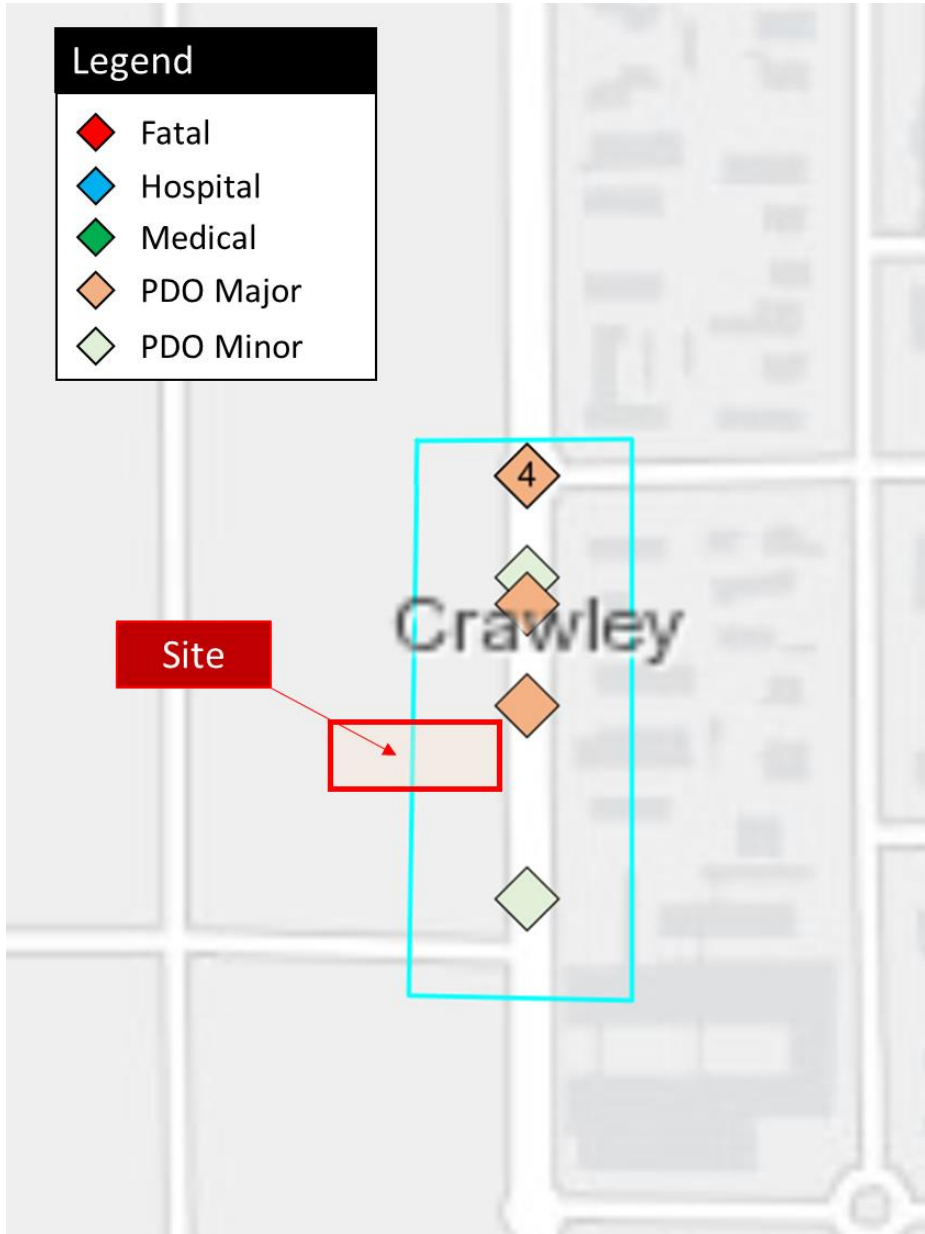 Legend
Fatal
Hospital
Medical
PDO Major
PDO Minor
4
Crawley
Site